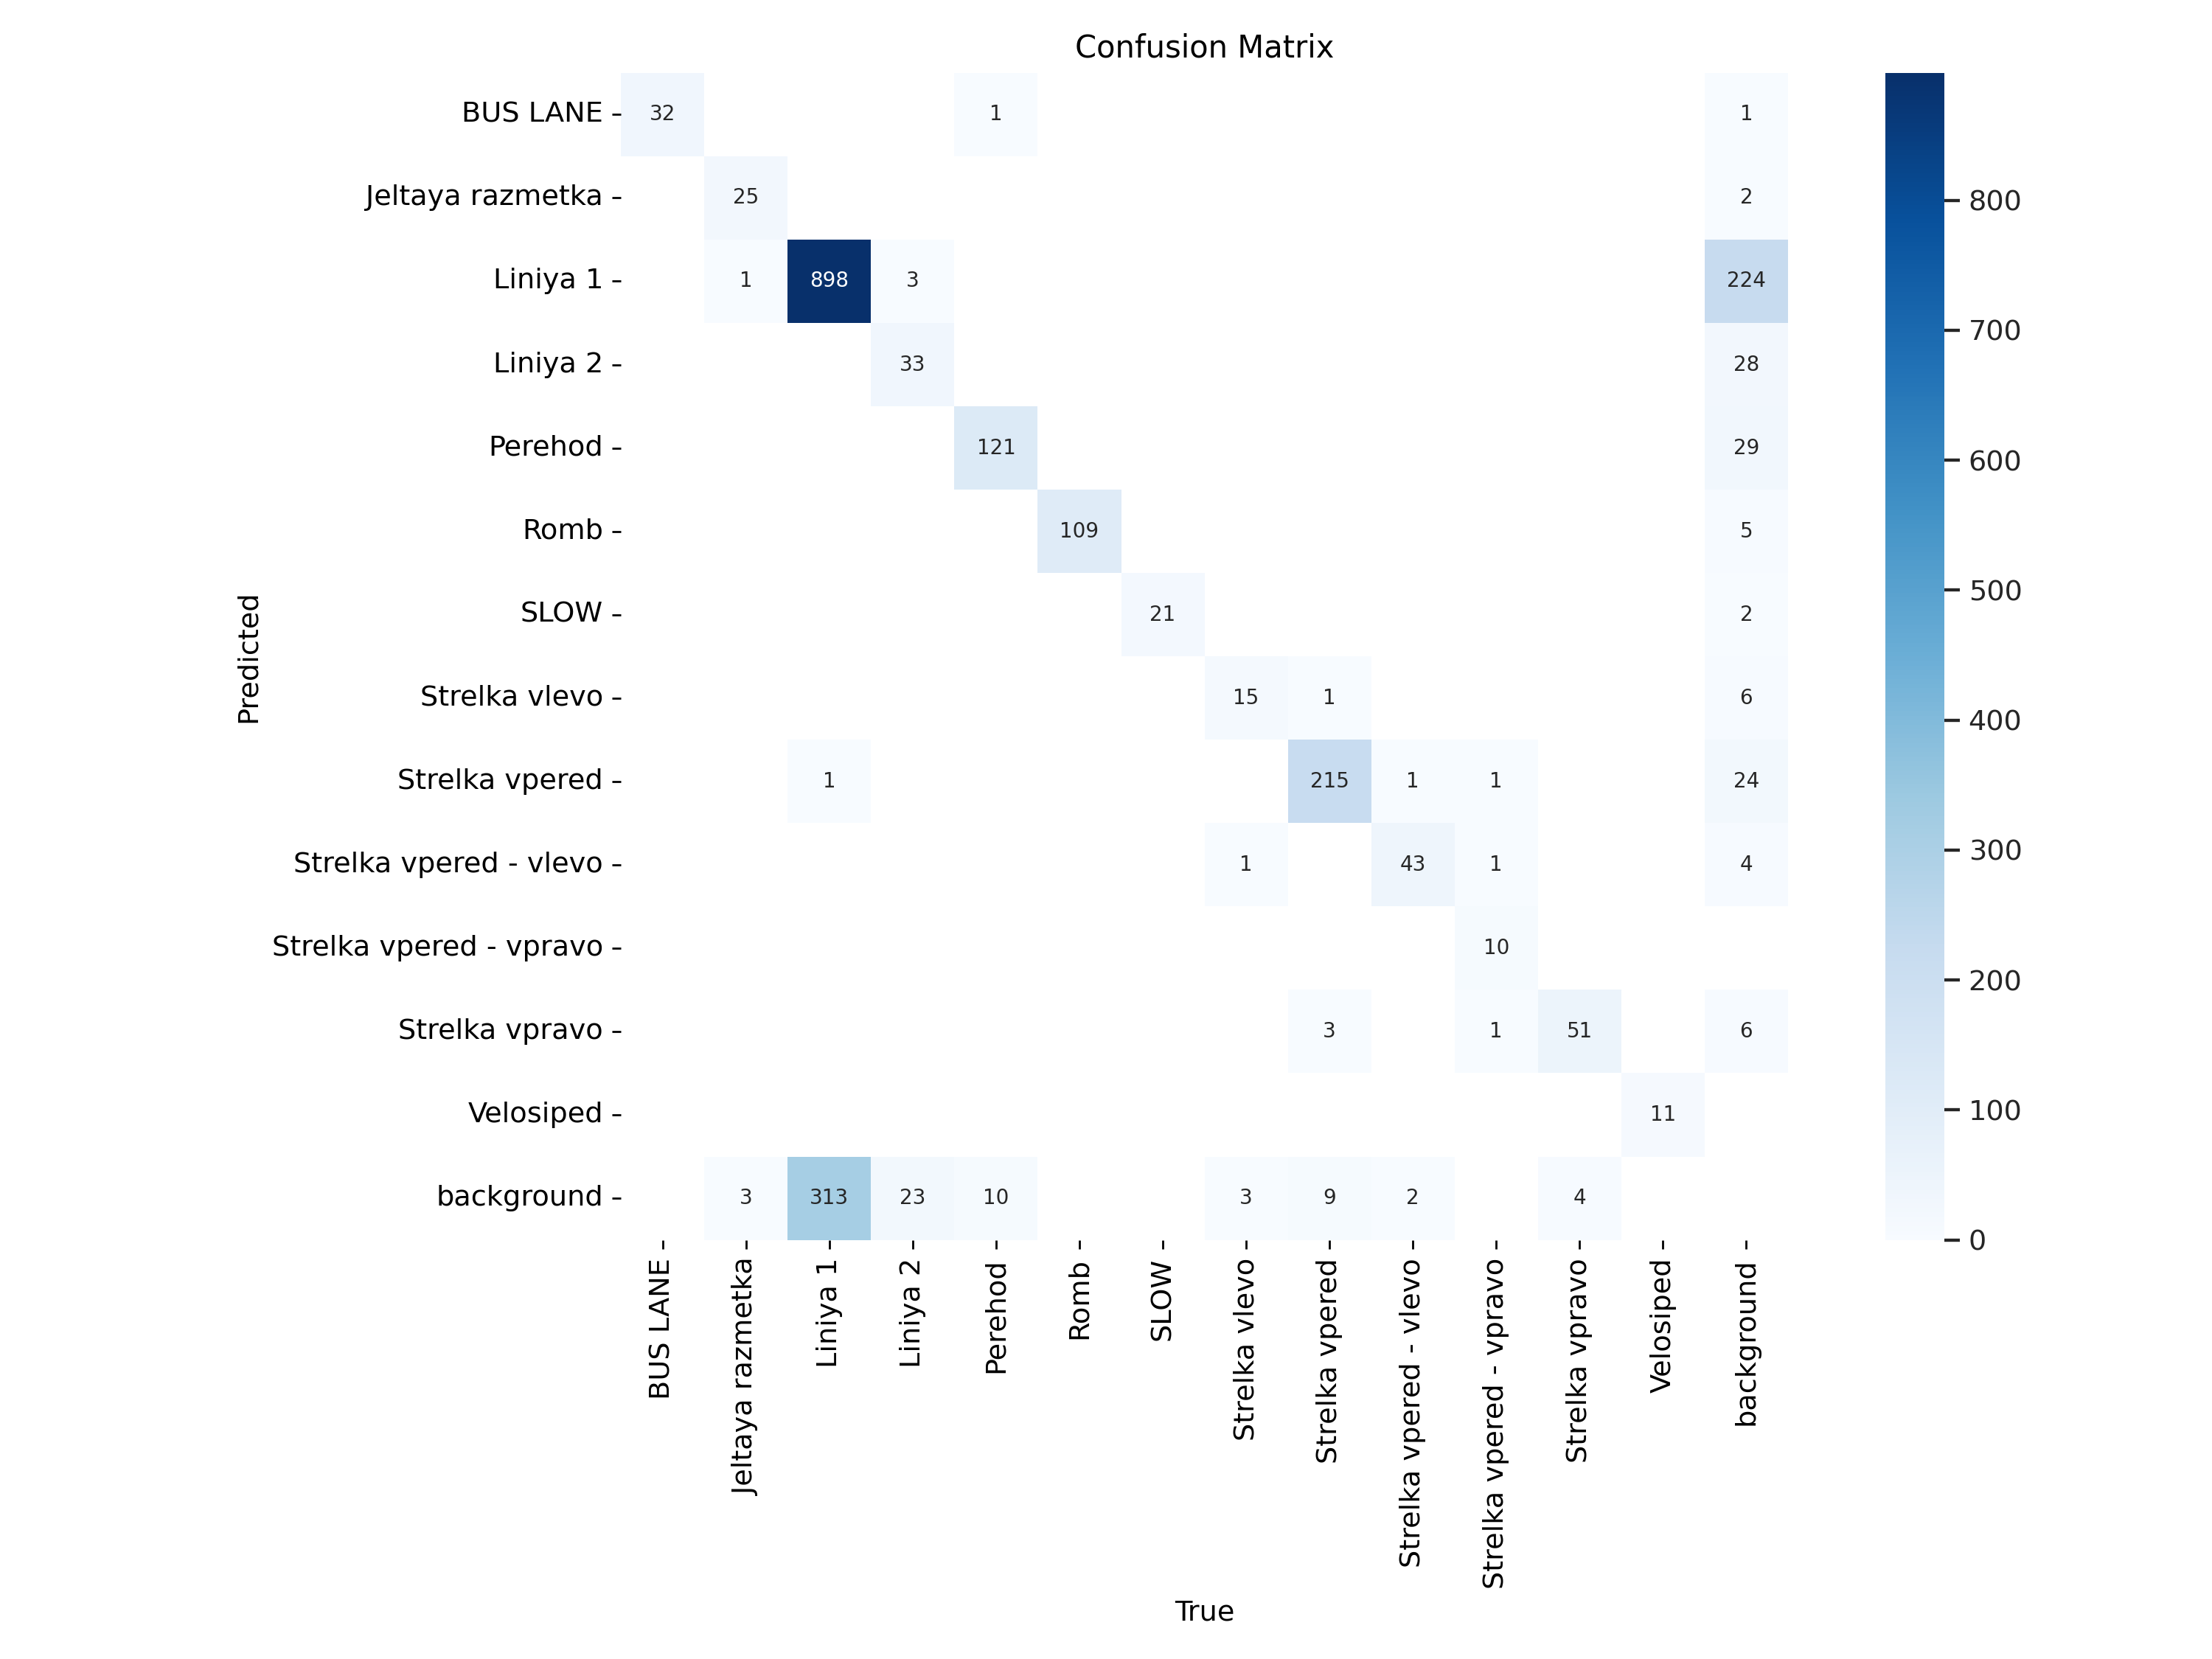 Confusion Matrix
BUS LANE 32 1 1
Jeltaya razmetka 25 2
Liniya 1 1 898 3 224
Liniya 2 33 28
Perehod 121 29
Romb 109 5
SLOW 21 2
Strelka vlevo 15 1 6
Strelka vpered 1 215 1 1 24
Strelka vpered - vlevo 1 43 1 4
Strelka vpered - vpravo 10
Strelka vpravo 3 1 51 6
Velosiped 11
background 3 313 23 10 3 9 2 4
Predicted
BUS LANE
Jeltaya razmetka
Liniya 1
Liniya 2
Perehod
Romb
SLOW
Strelka vlevo
Strelka vpered
Strelka vpered - vlevo
Strelka vpered - vpravo
Strelka vpravo
Velosiped
background
True
800
700
600
500
400
300
200
100
0